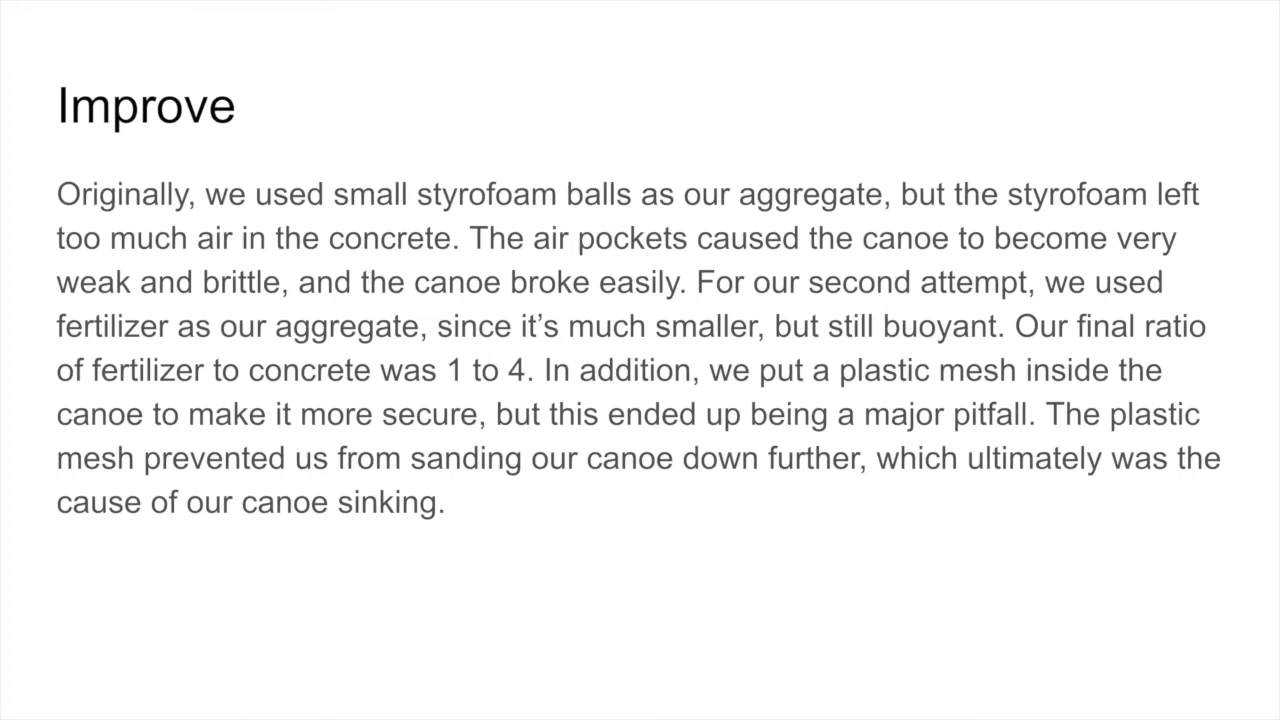 Improve
Originally, we used small styrofoam balls as our aggregate, but the styrofoam left
too much air in the concrete. The air pockets caused the canoe to become very
weak and brittle, and the canoe broke easily. For our second attempt, we used
fertilizer as our aggregate, since it’s much smaller, but still buoyant. Our final ratio
of fertilizer to concrete was 1 to 4. In addition, we put a plastic mesh inside the
canoe to make it more secure, but this ended up being a major pitfall. The plastic
mesh prevented us from sanding our canoe down further, which ultimately was the
cause of our canoe sinking.